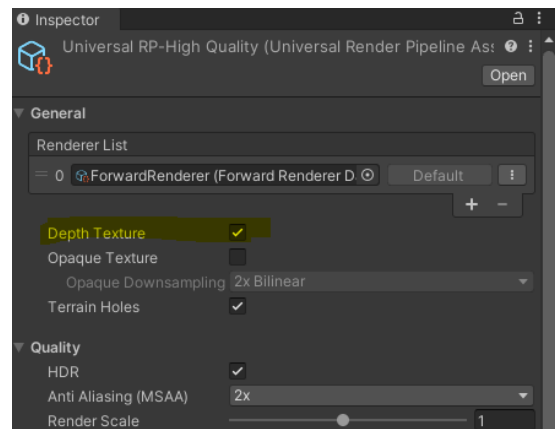 Inspector
Universal RP-High Quality (Universal Render Pipeline Ass
Open
General
Renderer List
0 ForwardRenderer (Forward Renderer D Default
+ −
Depth Texture
Opaque Texture
Opaque Downsampling 2x Bilinear
Terrain Holes
Quality
HDR
Anti Aliasing (MSAA) 2x
Render Scale 1